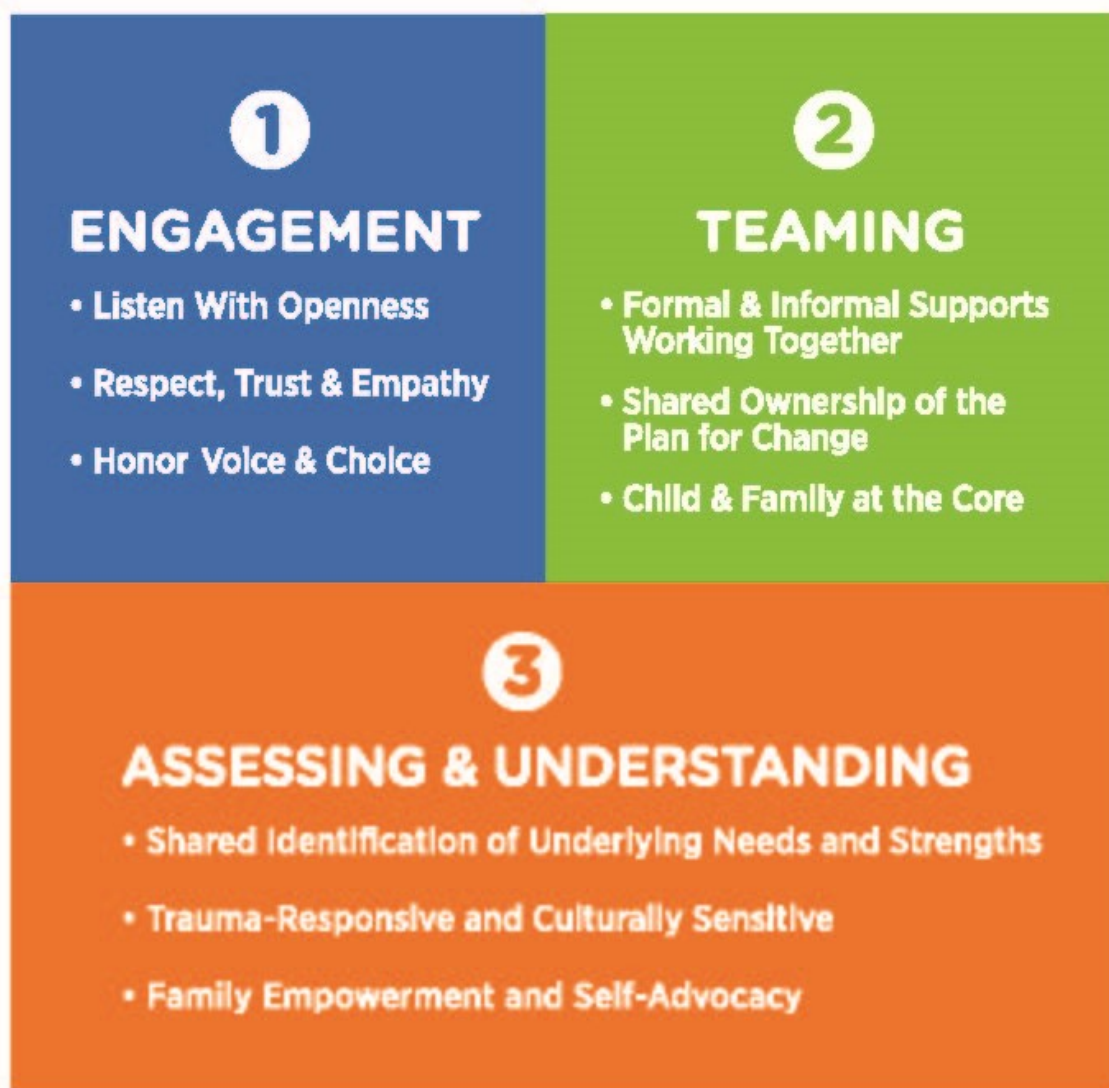 1
ENGAGEMENT
• Listen With Openness
• Respect, Trust & Empathy
• Honor Voice & Choice
2
TEAMING
• Formal & Informal Supports
Working Together
• Shared Ownership of the
Plan for Change
• Child & Family at the Core
3
ASSESSING & UNDERSTANDING
• Shared Identification of Underlying Needs and Strengths
• Trauma-Responsive and Culturally Sensitive
• Family Empowerment and Self-Advocacy